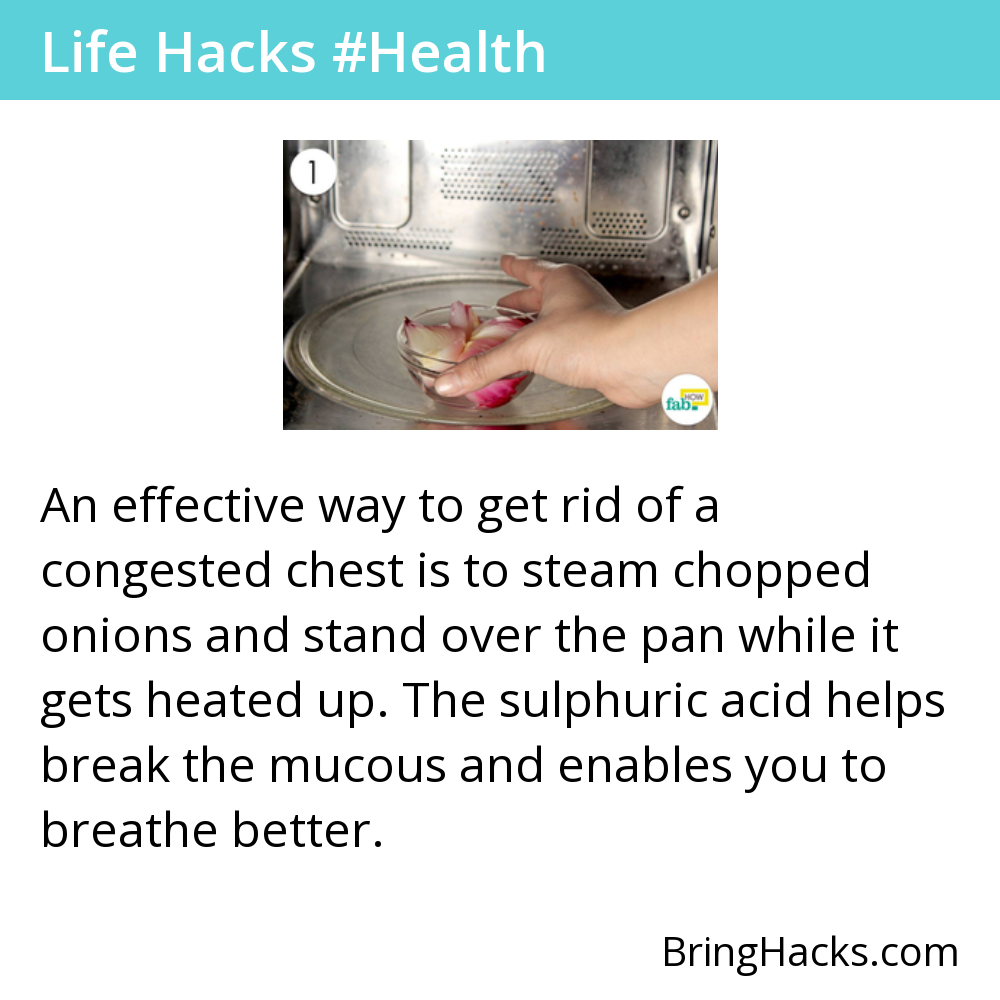 Life Hacks #Health
1
fab HOW
An effective way to get rid of a
congested chest is to steam chopped
onions and stand over the pan while it
gets heated up. The sulphuric acid helps
break the mucous and enables you to
breathe better.
BringHacks.com